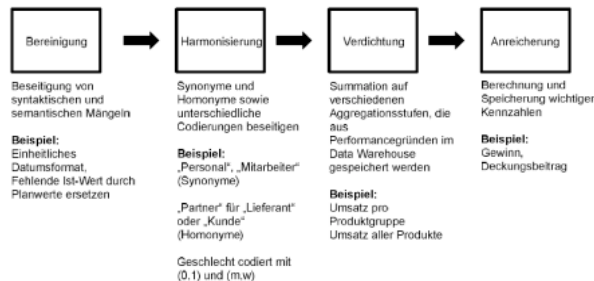 Bereinigung
Harmonisierung
Verdichtung
Anreicherung
Beseitigung von
syntaktischen und
semantischen Mängeln
Beispiel:
Einheitliches
Datumsformat,
Fehlende Ist-Wert durch
Planwerte ersetzen
Synonyme und
Homonyme sowie
unterschiedliche
Codierungen beseitigen
Beispiel:
„Personal“, „Mitarbeiter“
(Synonyme)
„Partner“ für „Lieferant“
oder „Kunde“
(Homonyme)
Geschlecht codiert mit
(0.1) und (m.w)
Summation auf
verschiedenen
Aggregationsstufen, die
aus
Performancegründen im
Data Warehouse
gespeichert werden
Beispiel:
Umsatz pro
Produktgruppe
Umsatz aller Produkte
Berechnung und
Speicherung wichtiger
Kennzahlen
Beispiel:
Gewinn,
Deckungsbeitrag